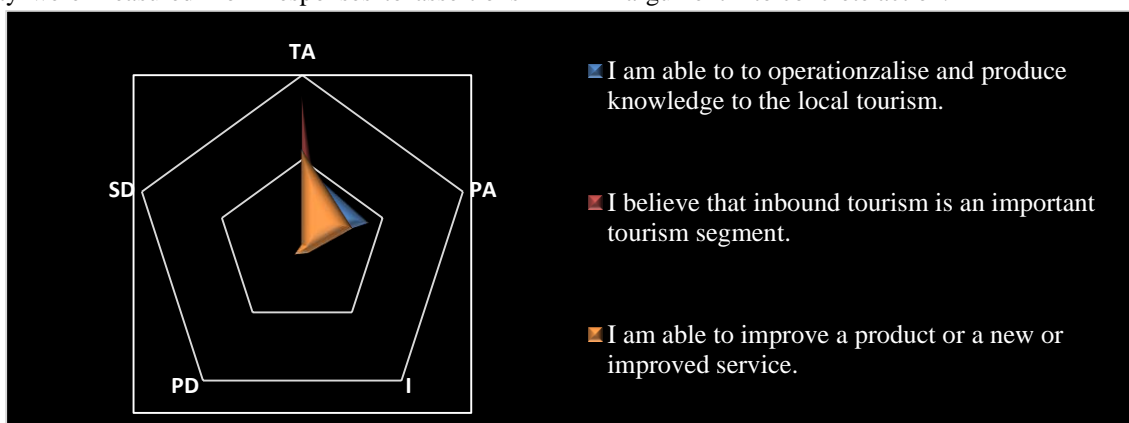 TA
SD
PA
PD
I
I am able to to operationzalise and produce
knowledge to the local tourism.
I believe that inbound tourism is an important
tourism segment.
I am able to improve a product or a new or
improved service.